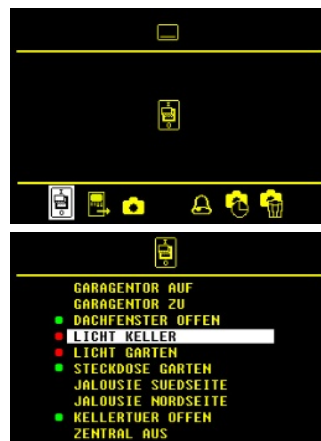 GARAGENTOR AUF
GARAGENTOR ZU
DACHFENSTER OFFEN
LICHT KELLER
LICHT GARTEN
STECKDOSE GARTEN
JALOUSIE SUEDSEITE
JALOUSIE NORDSEITE
KELLERTUER OFFEN
ZENTRAL AUS